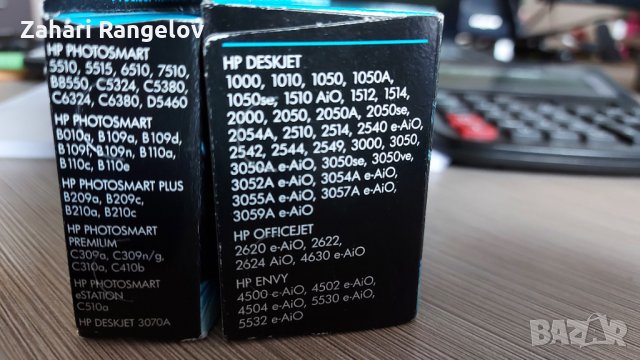 Zahári Rangelov
HP PHOTOSMART
5510, 5515, 6510, 7510,
B8550, C5324, C5380,
C6324, C6380, D5460
HP PHOTOSMART
B010a, B109a, B109d,
B109f, B109n, B110a,
B110c, B110e
HP PHOTOSMART PLUS
B209a, B209c,
B210a, B210c
HP PHOTOSMART
PREMIUM
C309a, C309n/g,
C310a, C410b
HP PHOTOSMART
eSTATION
C510a
HP DESKJET 3070A
HP DESKJET
1000, 1010, 1050, 1050A,
1050se, 1510 AiO, 1512, 1514,
2000, 2050, 2050A, 2050se,
2054A, 2510, 2514, 2540 e-AiO,
2542, 2544, 2549, 3000, 3050,
3050A e-AiO, 3050se, 3050ve,
3052A e-AiO, 3054A e-AiO,
3055A e-AiO, 3057A e-AiO,
3059A e-AiO
HP OFFICEJET
2620 e-AiO, 2622,
2624 AiO, 4630 e-AiO
HP ENVY
4500 e-AiO, 4502 e-AiO,
4504 e-AiO, 5530 e-AiO,
5532 e-AiO
BAZAR